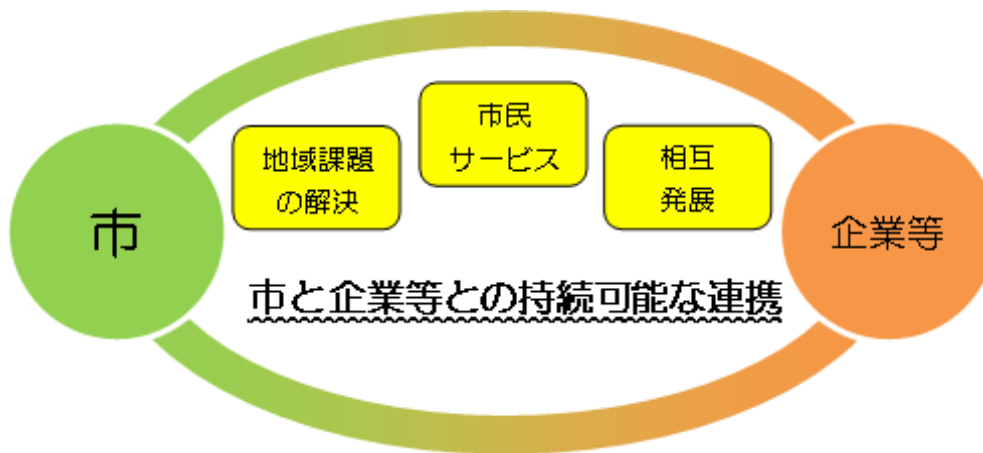 市
地域課題
の解決
市民
サービス
相互
発展
企業等
市と企業等との持続可能な連携